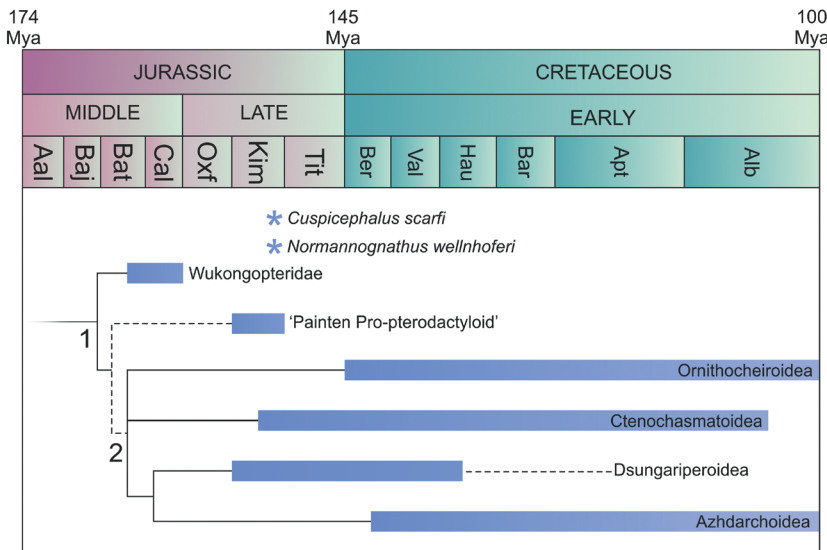 174 Mya
145 Mya
100 Mya
JURASSIC
CRETACEOUS
MIDDLE
LATE
EARLY
Aal
Baj
Bat
Cal
Oxf
Kim
Tit
Ber
Val
Hau
Bar
Apt
Alb
* Cuspicephalus scarfi
* Normannognathus wellnhoferi
Wukongopteridae
1
‘Painten Pro-pterodactyloid’
Ornithocheiroidea
Ctenochasmatoidea
2
Dsungariperoidea
Azhdarchoidea